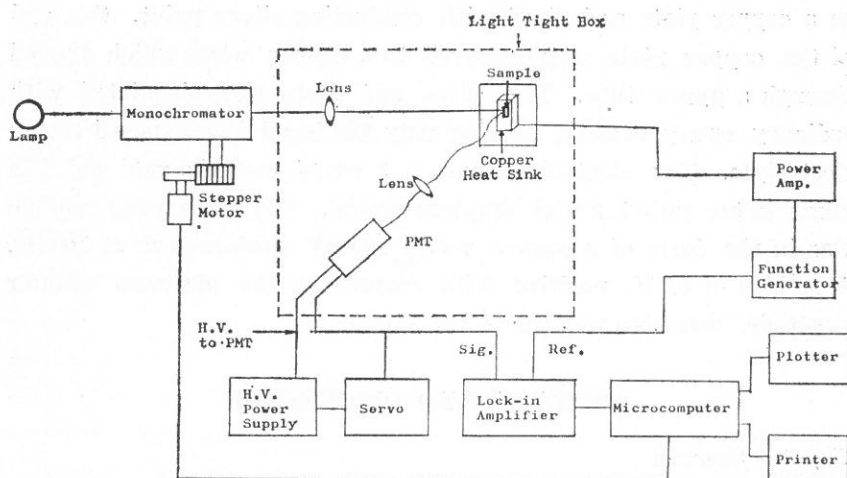 Light Tight Box
Sample
Lens
Monochromator
Lamp
Copper
Heat Sink
Power
Amp.
Lens
Stepper
Motor
PMT
Function
Generator
H.V.
to PMT
Sig.
Ref.
Plotter
H.V.
Power
Supply
Servo
Lock-in
Amplifier
Microcomputer
Printer